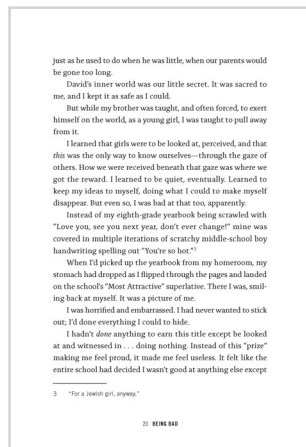 just as he used to do when he was little, when our parents would
be gone too long.
David's inner world was our little secret. It was sacred to
me, and I kept it as safe as I could.
But while my brother was taught, and often forced, to exert
himself on the world, as a young girl, I was taught to pull away
from it.
I learned that girls were to be looked at, perceived, and that
this was the only way to know ourselves—through the gaze of
others. How we were received beneath that gaze was where we
got the reward. I learned to be quiet, eventually. Learned to
keep my ideas to myself, doing what I could to make myself
disappear. But even so, I was bad at that too, apparently.
Instead of my eighth-grade yearbook being scrawled with
“Love you, see you next year, don't ever change!” mine was
covered in multiple iterations of scratchy middle-school boy
handwriting spelling out “You're so hot.”3
When I'd picked up the yearbook from my homeroom, my
stomach had dropped as I flipped through the pages and landed
on the school's “Most Attractive” superlative. There I was, smil-
ing back at myself. It was a picture of me.
I was horrified and embarrassed. I had never wanted to stick
out; I'd done everything I could to hide.
I hadn't done anything to earn this title except be looked
at and witnessed in . . . doing nothing. Instead of this “prize”
making me feel proud, it made me feel useless. It felt like the
entire school had decided I wasn't good at anything else except
3 “For a Jewish girl, anyway.”
20 BEING BAD